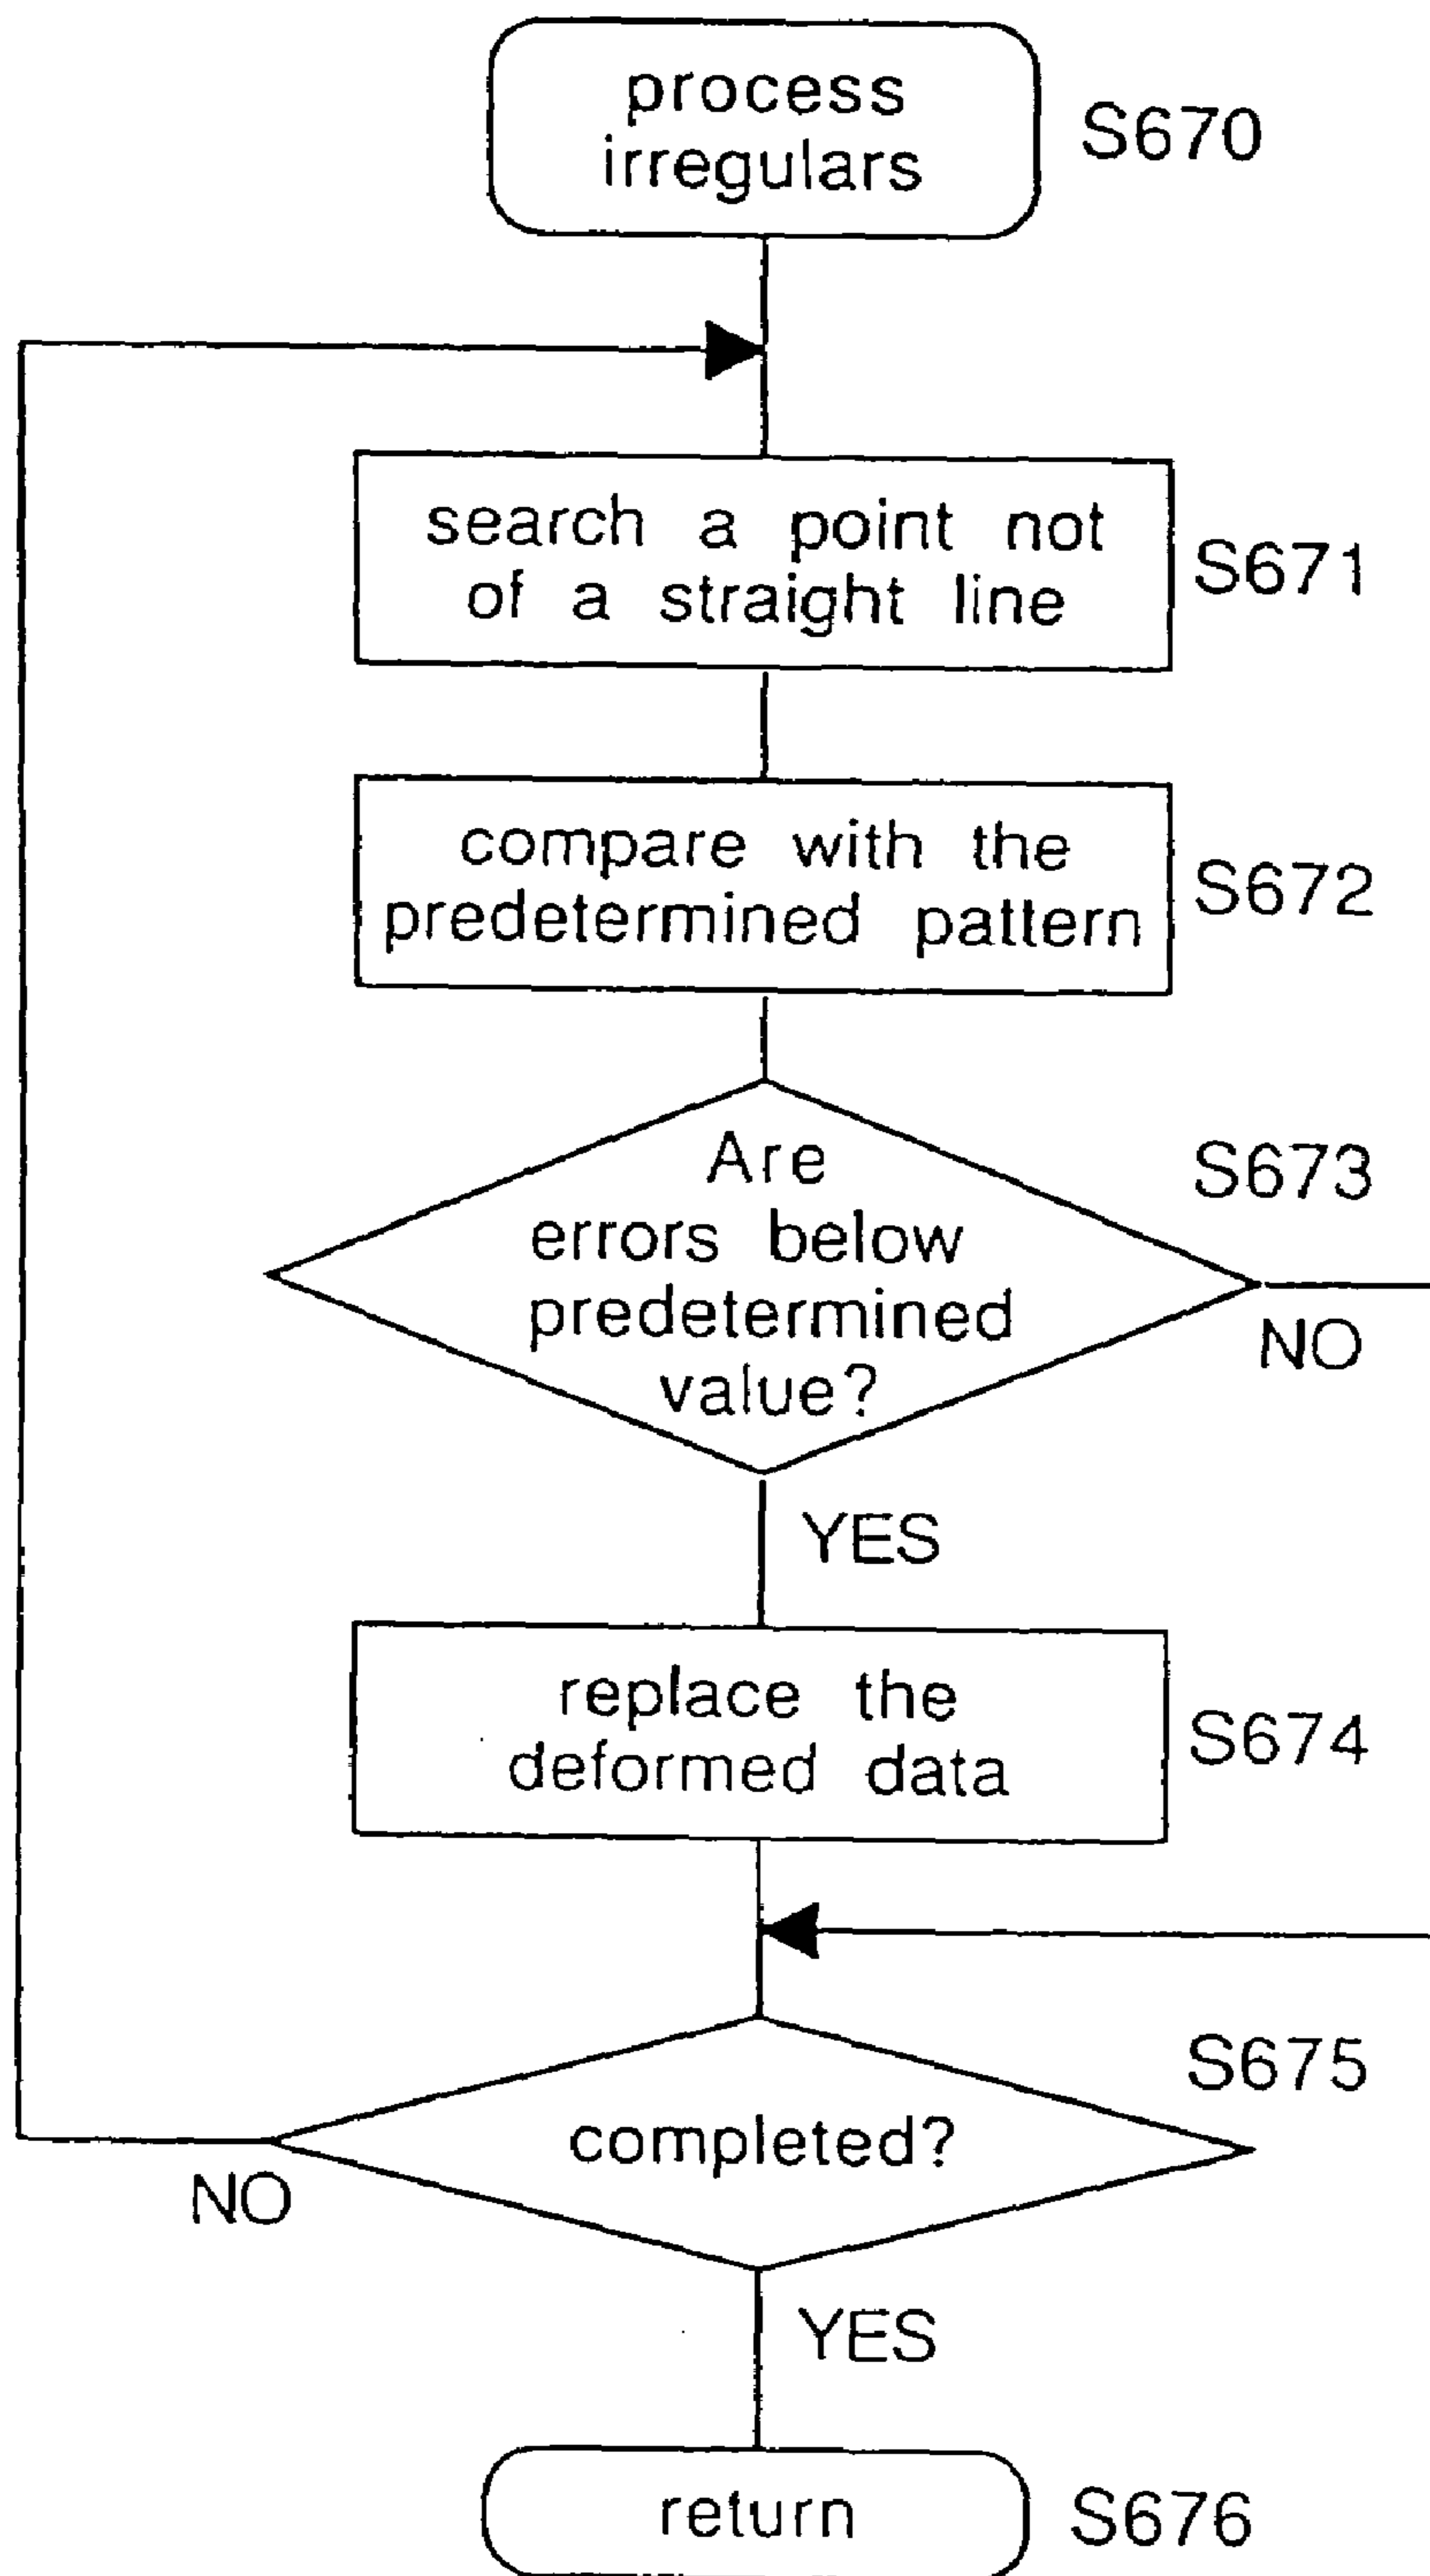 process
irregulars
S670
search a point not
of a straight line
S671
compare with the
predetermined pattern
S672
Are
errors below
predetermined
value?
S673
NO
YES
replace the
deformed data
S674
completed?
S675
NO
YES
return
S676